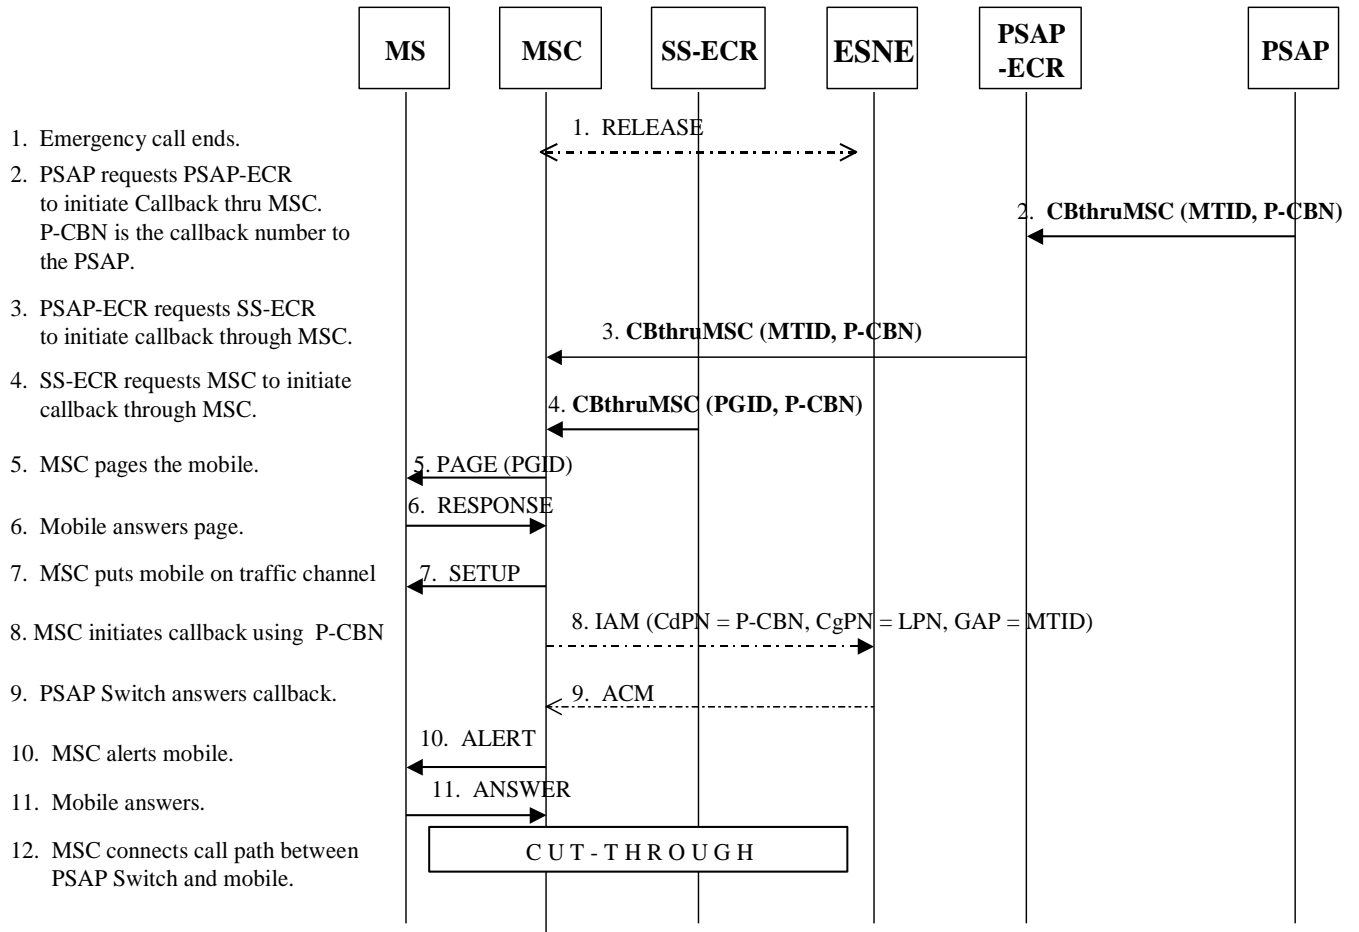 MS
MSC
SS-ECR
ESNE
PSAP
-ECR
PSAP
1. Emergency call ends.
1. RELEASE
2. PSAP requests PSAP-ECR
to initiate Callback thru MSC.
P-CBN is the callback number to
the PSAP.
2. CBthruMSC (MTID, P-CBN)
3. PSAP-ECR requests SS-ECR
to initiate callback through MSC.
3. CBthruMSC (MTID, P-CBN)
4. SS-ECR requests MSC to initiate
callback through MSC.
4. CBthruMSC (PGID, P-CBN)
5. MSC pages the mobile.
5. PAGE (PGID)
6. RESPONSE
6. Mobile answers page.
7. MSC puts mobile on traffic channel
7. SETUP
8. MSC initiates callback using P-CBN
8. IAM (CdPN = P-CBN, CgPN = LPN, GAP = MTID)
9. PSAP Switch answers callback.
9. ACM
10. ALERT
10. MSC alerts mobile.
11. ANSWER
11. Mobile answers.
12. MSC connects call path between
PSAP Switch and mobile.
CUT-THROUGH